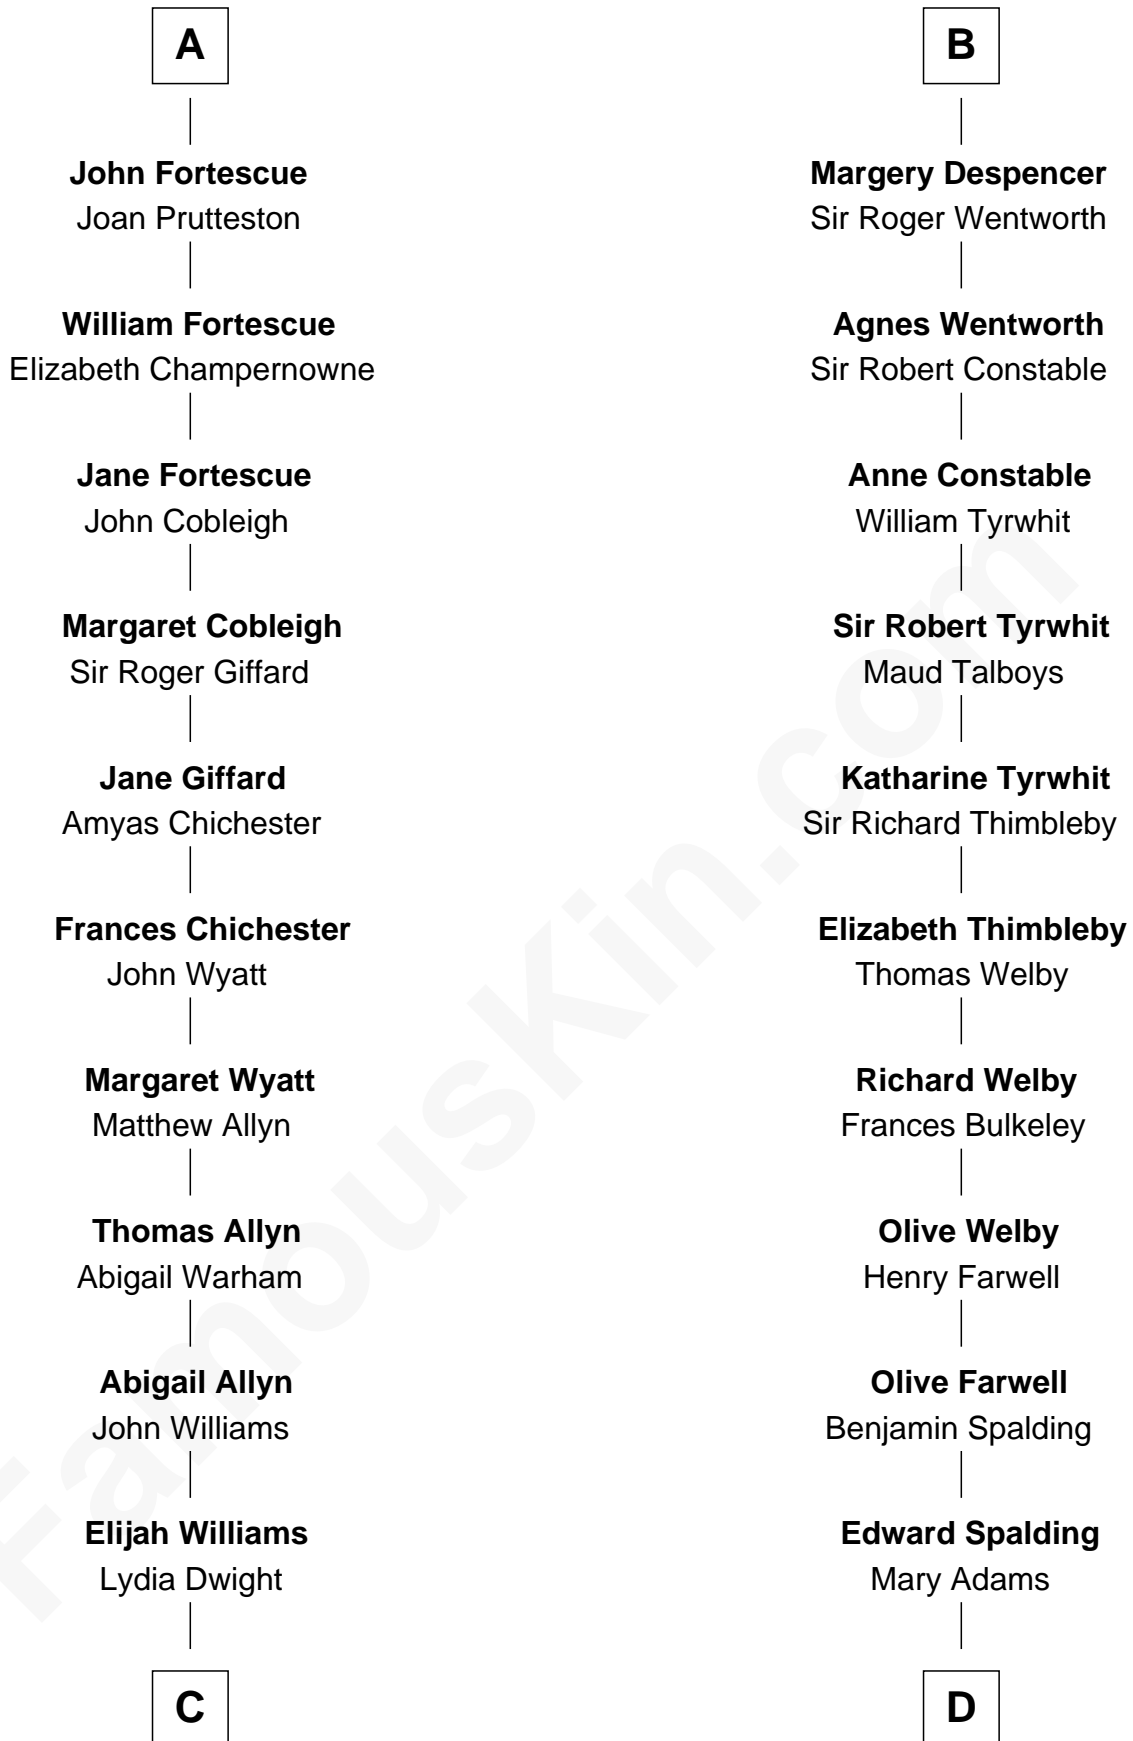 A
John Fortescue
Joan Prutteston
William Fortescue
Elizabeth Champernowne
Jane Fortescue
John Cobleigh
Margaret Cobleigh
Sir Roger Giffard
Jane Giffard
Amyas Chichester
Frances Chichester
John Wyatt
Margaret Wyatt
Matthew Allyn
Thomas Allyn
Abigail Warham
Abigail Allyn
John Williams
Elijah Williams
Lydia Dwight
C
B
Margery Despencer
Sir Roger Wentworth
Agnes Wentworth
Sir Robert Constable
Anne Constable
William Tyrwhit
Sir Robert Tyrwhit
Maud Talboys
Katharine Tyrwhit
Sir Richard Thimbleby
Elizabeth Thimbleby
Thomas Welby
Richard Welby
Frances Bulkeley
Olive Welby
Henry Farwell
Olive Farwell
Benjamin Spalding
Edward Spalding
Mary Adams
D
FamousKin.com